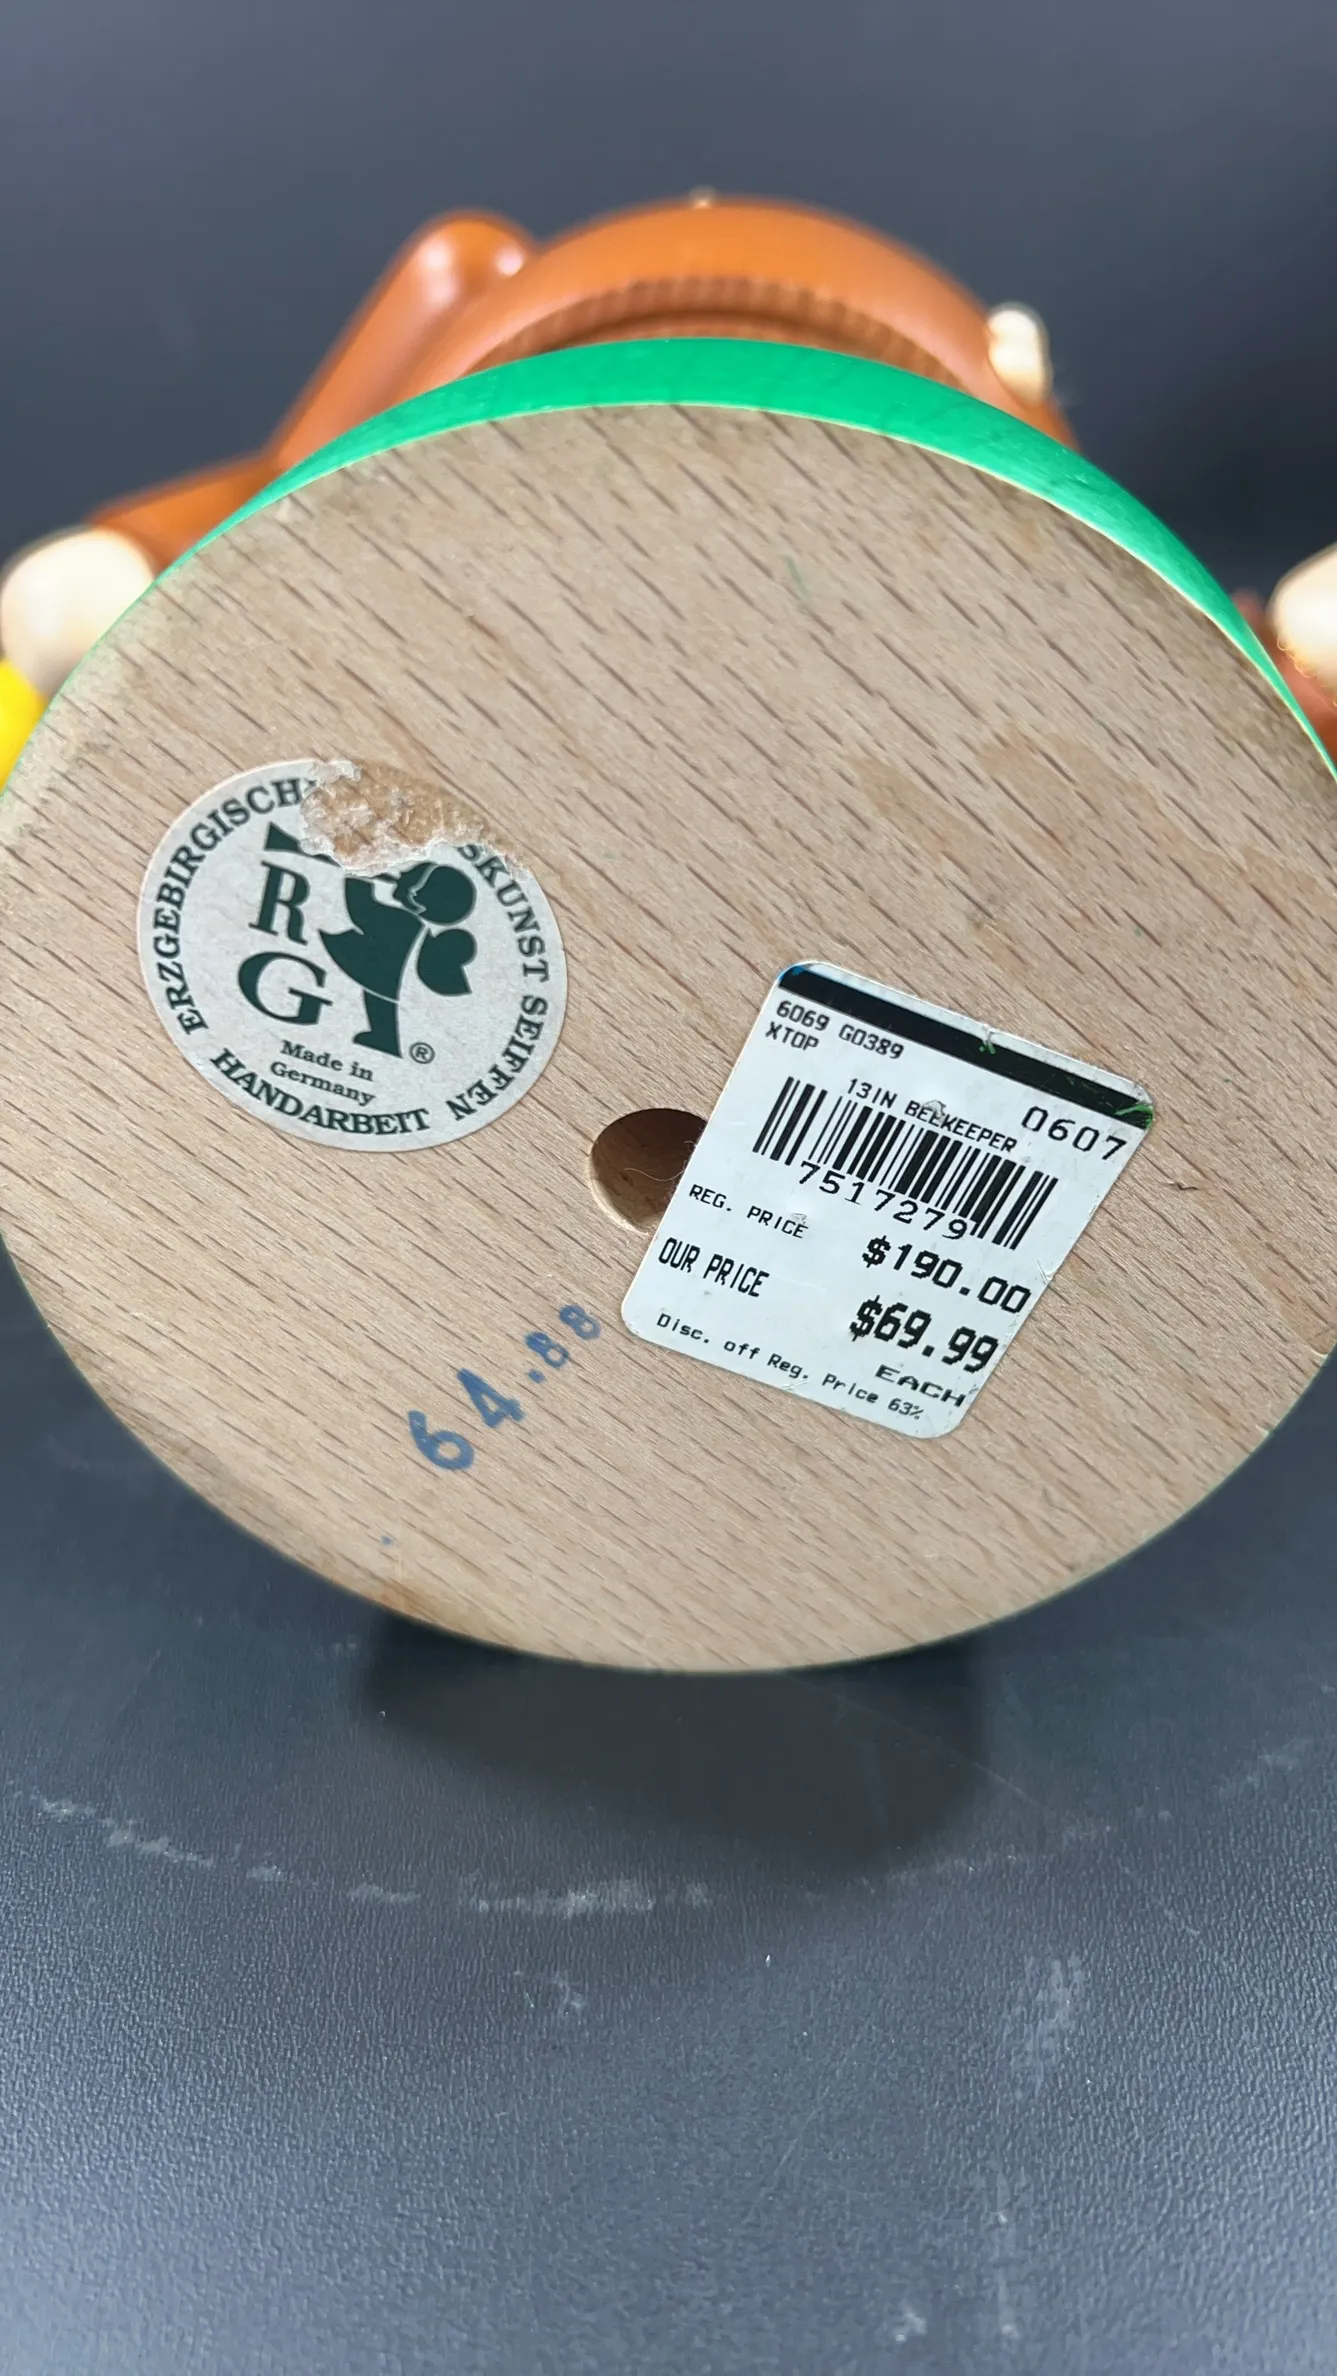 ERZGEBIRGISCH
SKUNST SEIFFEN
R
G
®
Made in
Germany
HANDARBEIT
6069 G0389
XTOP
0607
13IN BEEKEEPER
7517279
REG. PRICE
$190.00
OUR PRICE
$69.99
EACH
Disc. off Reg. Price 63%
64.88